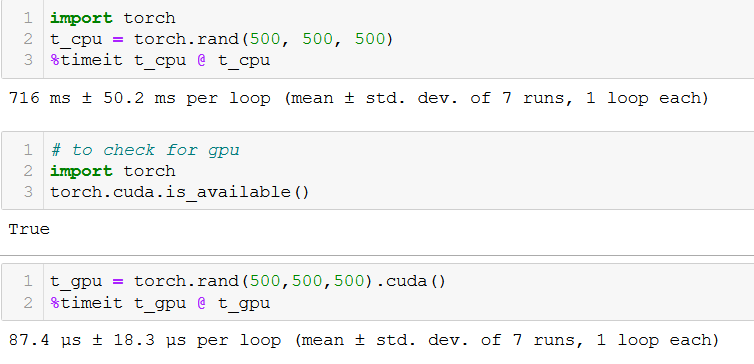 1 import torch
2 t_cpu = torch.rand(500, 500, 500)
3 %timeit t_cpu @ t_cpu
716 ms ± 50.2 ms per loop (mean ± std. dev. of 7 runs, 1 loop each)
1 # to check for gpu
2 import torch
3 torch.cuda.is_available()
True
1 t_gpu = torch.rand(500,500,500).cuda()
2 %timeit t_gpu @ t_gpu
87.4 µs ± 18.3 µs per loop (mean ± std. dev. of 7 runs, 1 loop each)